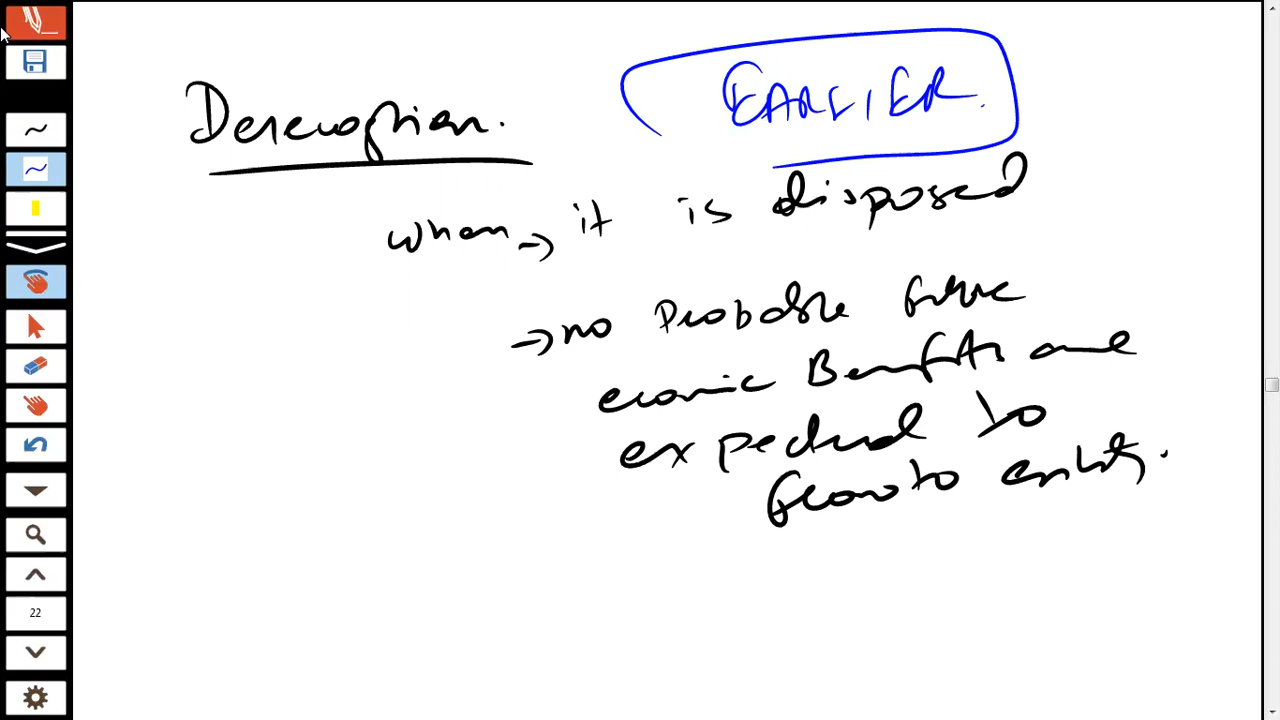 Derecognition.
EARLIER.
when → it is disposed
→ no Probable future
economic Benefits are
expected to
flow to entity.
22